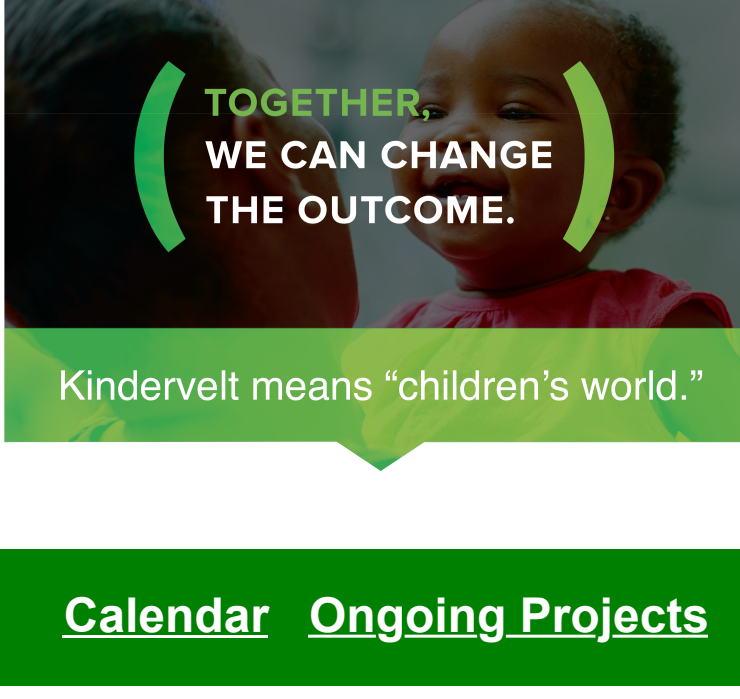 TOGETHER,
WE CAN CHANGE
THE OUTCOME.
Kindervelt means “children’s world.”
Calendar Ongoing Projects